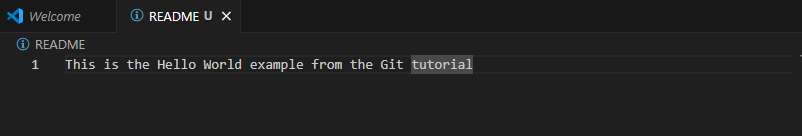 Welcome README U
README
1 This is the Hello World example from the Git tutorial